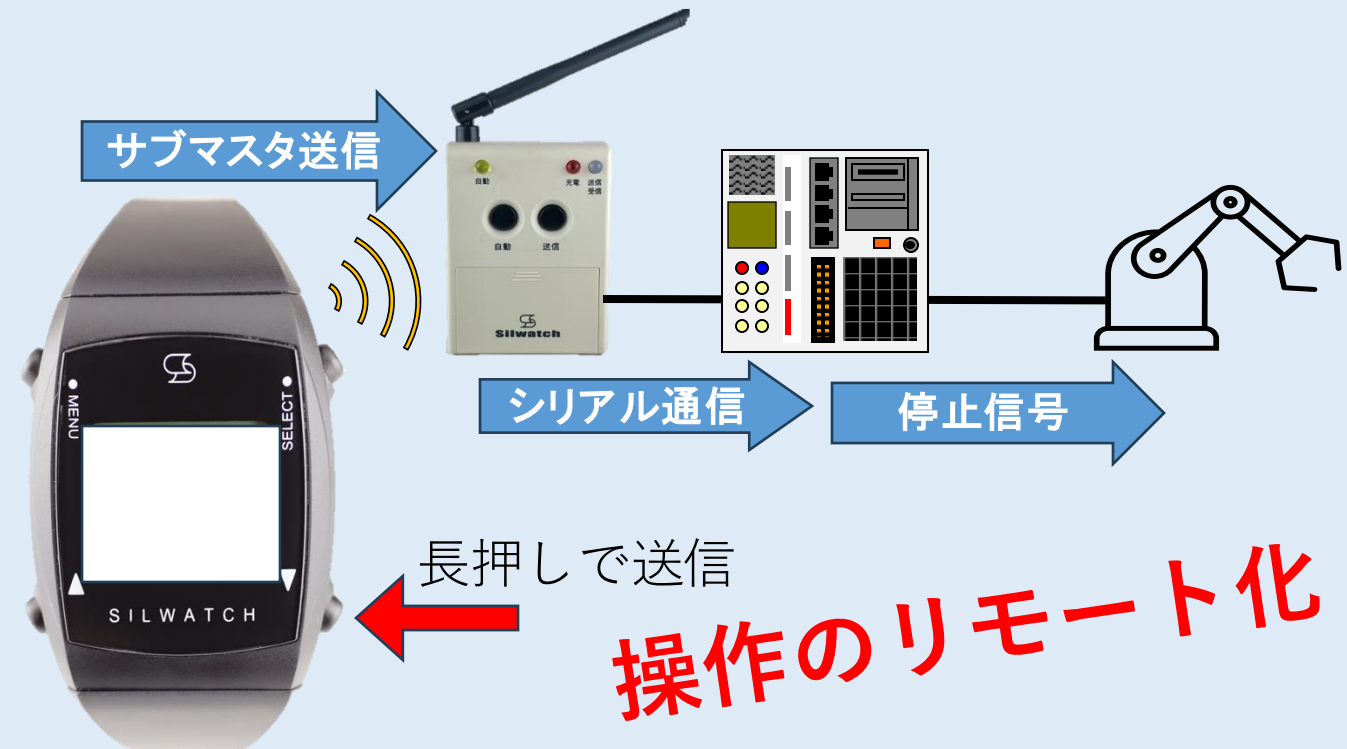 サブマスタ送信
自動
充電 送信
受信
自動 送信
Silwatch
シリアル通信
停止信号
MENU
SELECT
SILWATCH
長押しで送信
操作のリモート化